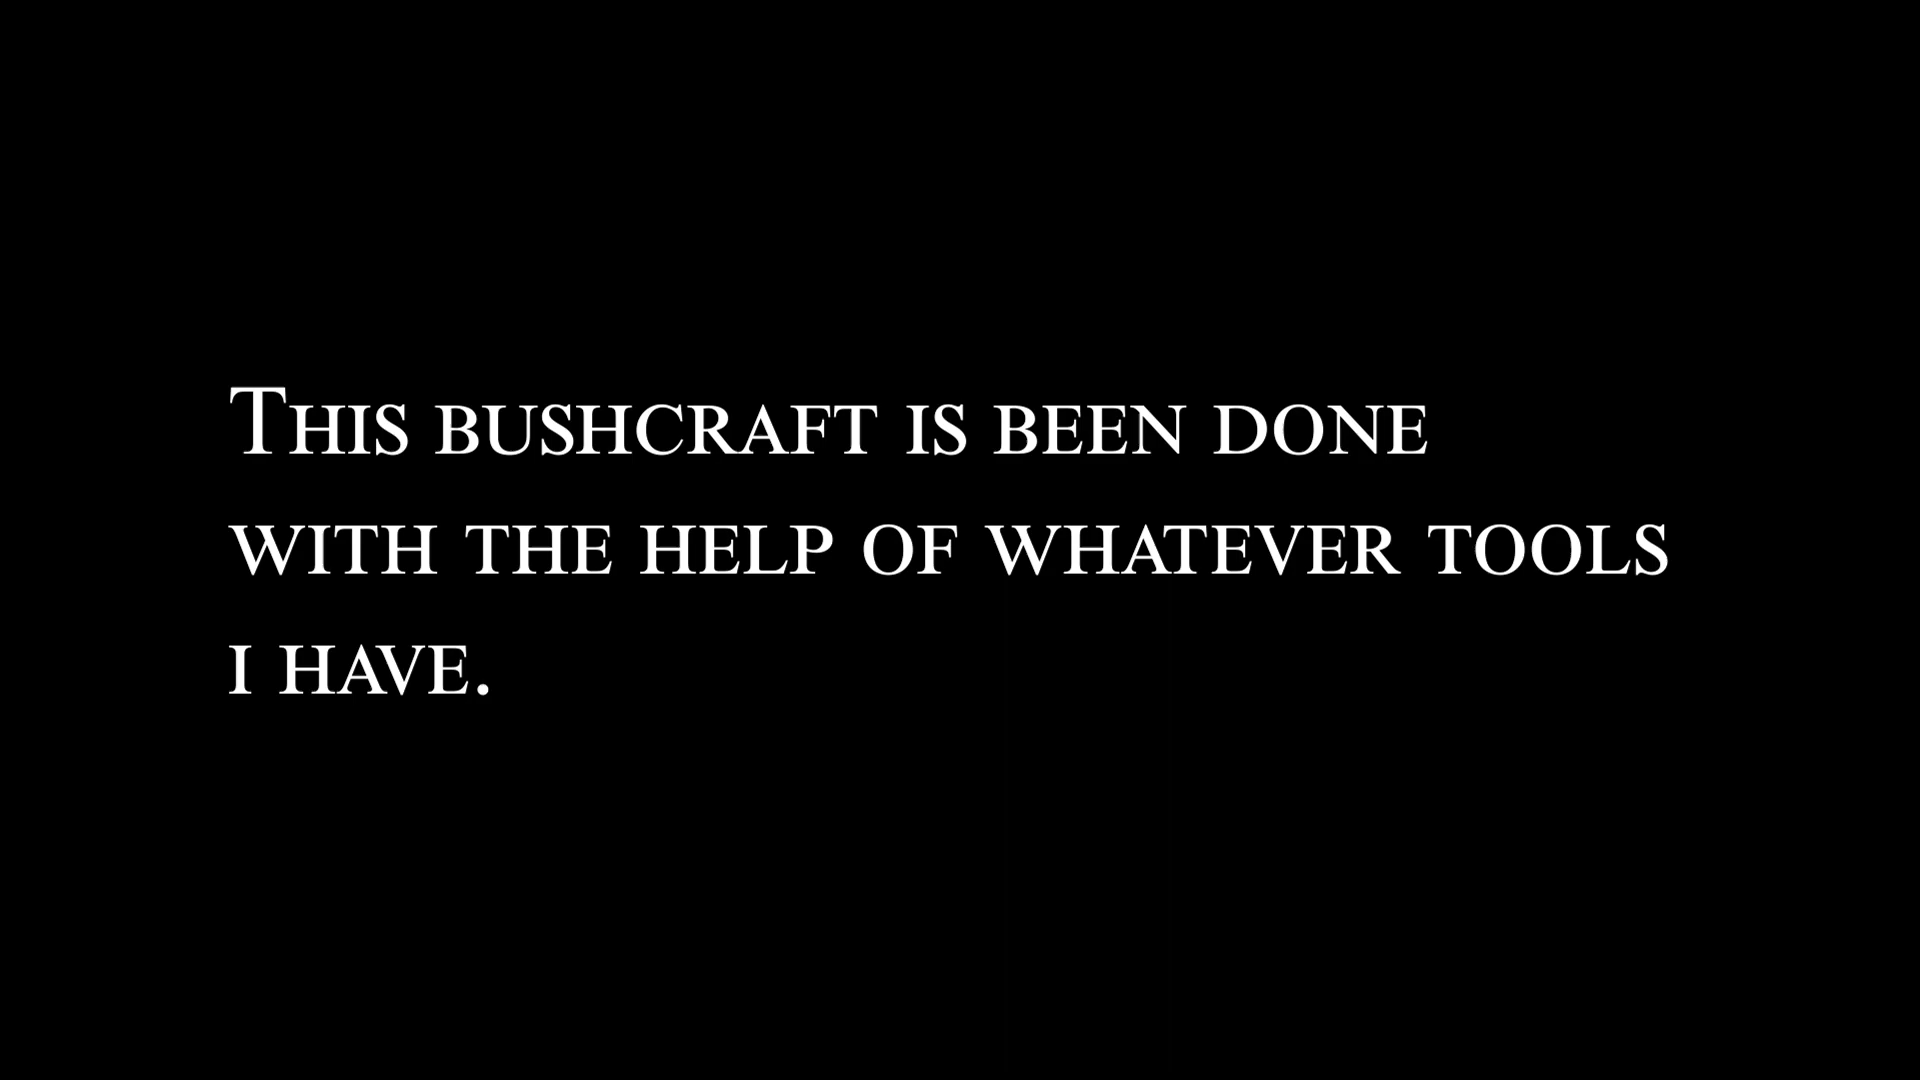 This bushcraft is been done
with the help of whatever tools
i have.